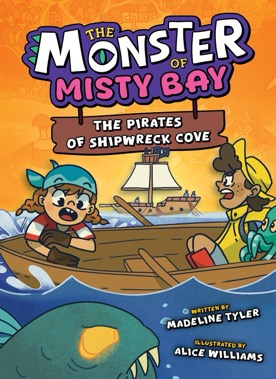 THE
MONSTER
OF
MISTY BAY
THE PIRATES
OF SHIPWRECK COVE
WRITTEN BY
MADELINE TYLER
ILLUSTRATED BY
ALICE WILLIAMS